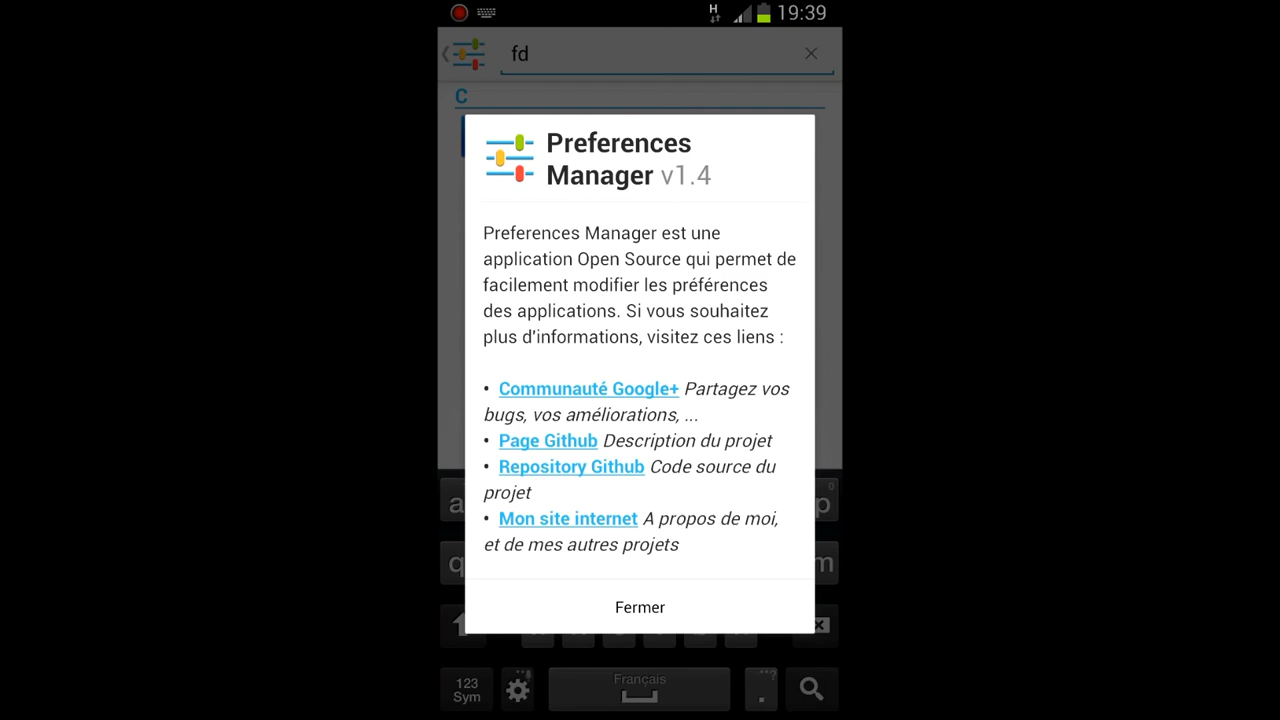 H 19:39
fd
C
Preferences
Manager v1.4
Preferences Manager est une
application Open Source qui permet de
facilement modifier les préférences
des applications. Si vous souhaitez
plus d'informations, visitez ces liens :
• Communauté Google+ Partagez vos
bugs, vos améliorations, ...
• Page Github Description du projet
• Repository Github Code source du
projet
• Mon site internet A propos de moi,
et de mes autres projets
Fermer
a p 0
q m
123
Sym
Français
. ...?